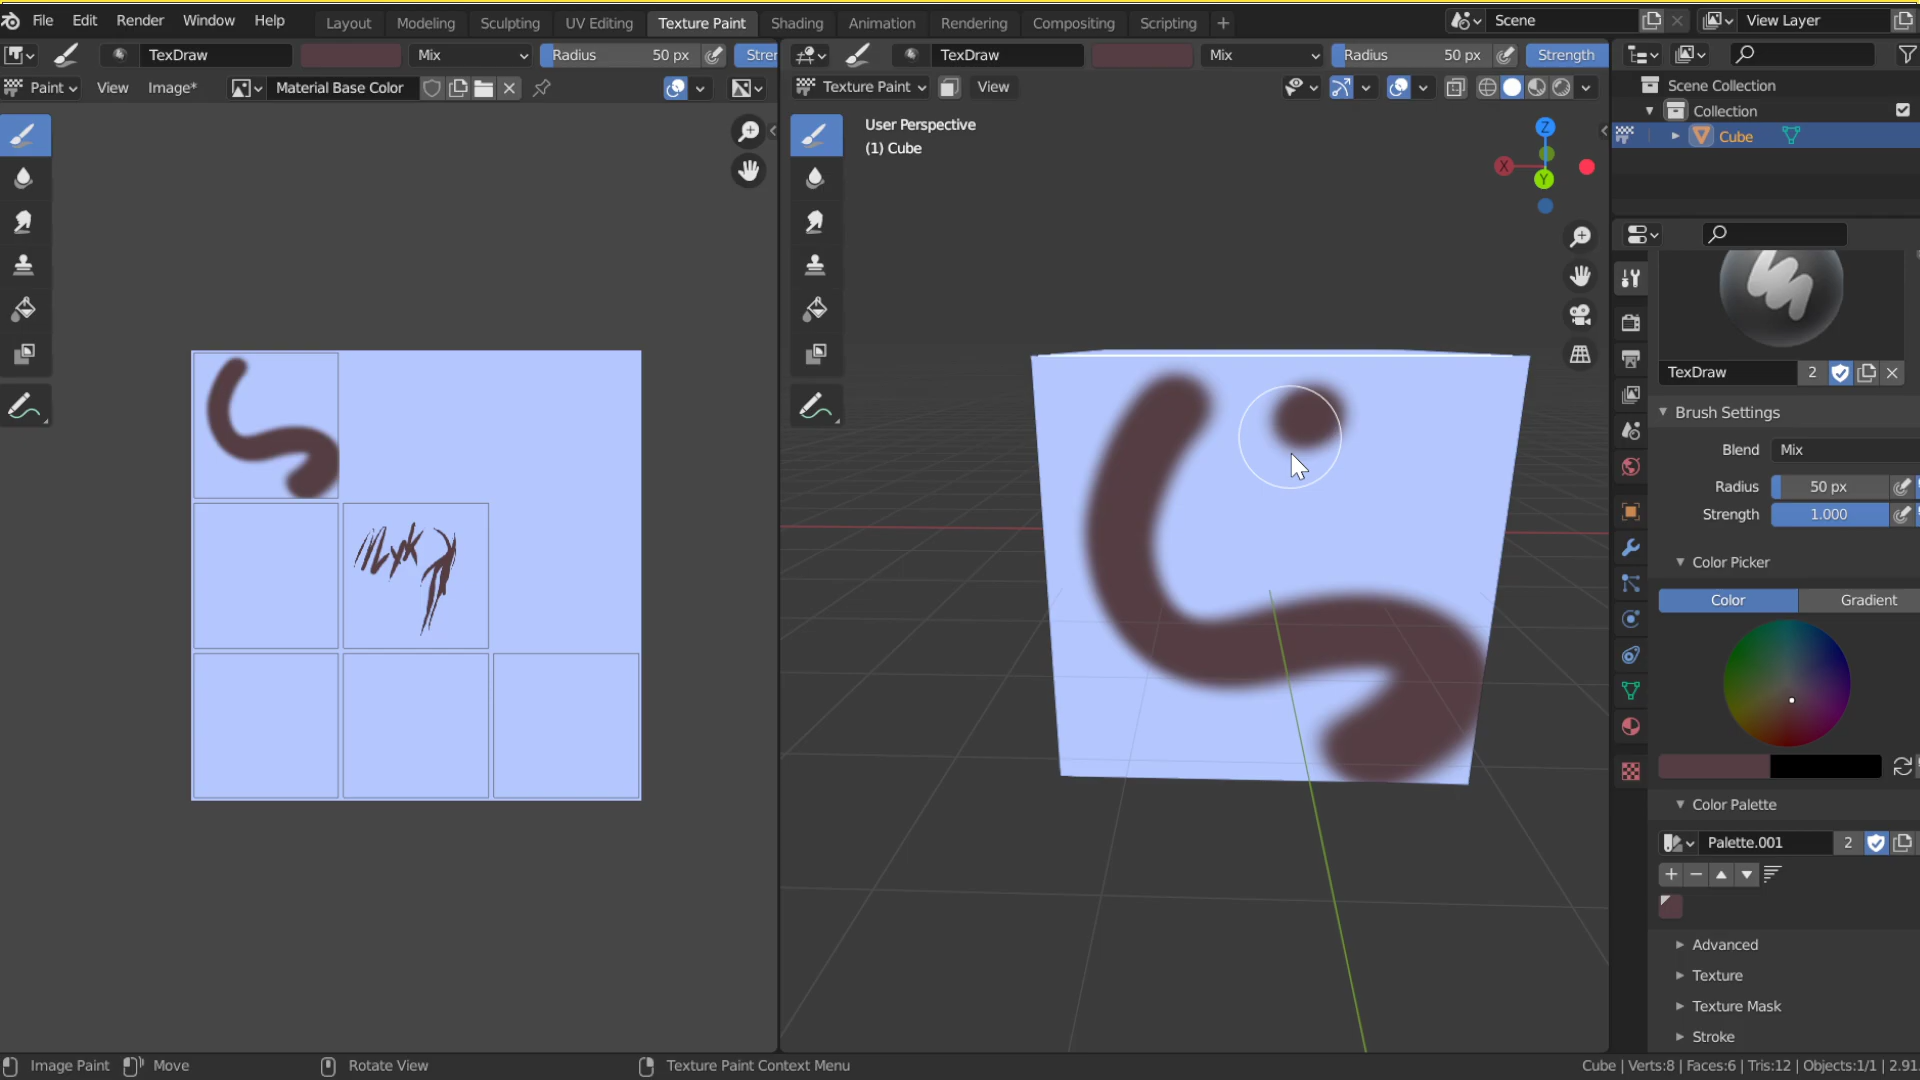 File Edit Render Window Help Layout Modeling Sculpting UV Editing Texture Paint Shading Animation Rendering Compositing Scripting + Scene View Layer
TexDraw Mix Radius 50 px TexDraw Mix Radius 50 px Strength
Paint View Image* Material Base Color Texture Paint View
Scene Collection
Collection
Cube
User Perspective
(1) Cube
Z
X
Y
TexDraw 2
Brush Settings
Blend Mix
Radius 50 px
Strength 1.000
Color Picker
Color Gradient
Color Palette
Palette.001 2
Advanced
Texture
Texture Mask
Stroke
Image Paint Move Rotate View Texture Paint Context Menu Cube | Verts:8 | Faces:6 | Tris:12 | Objects:1/1 | 2.91